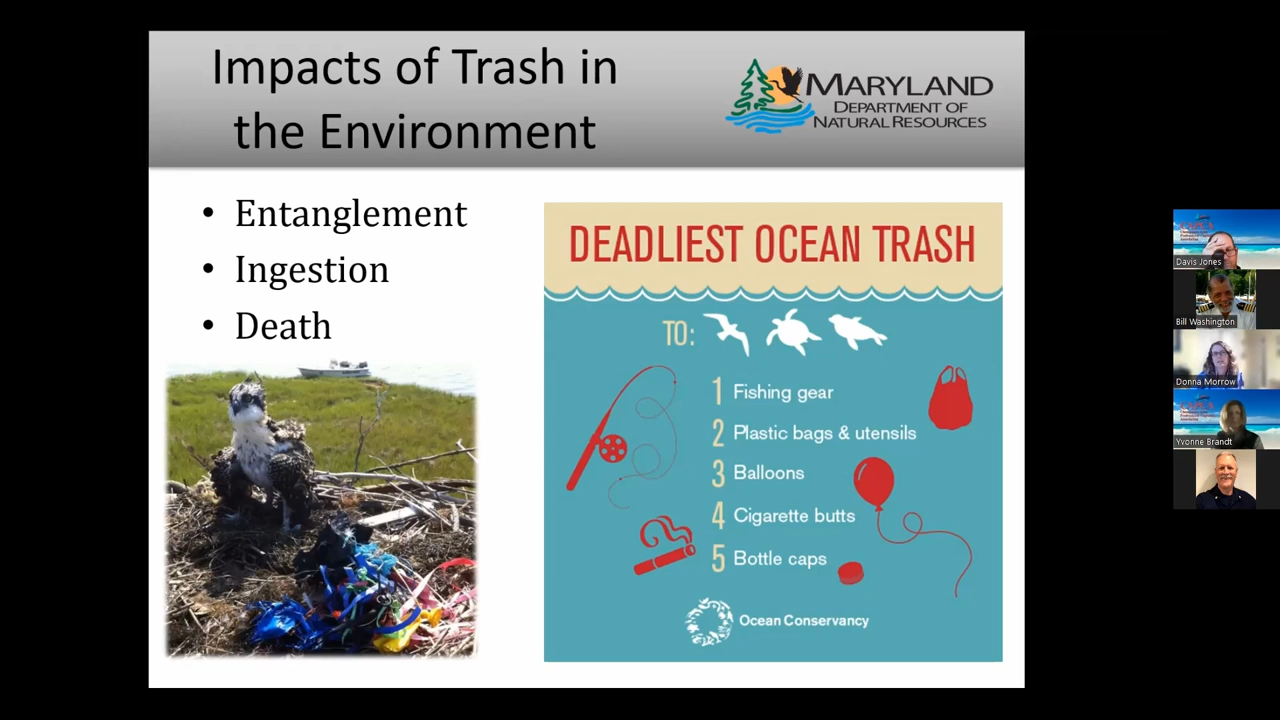 Impacts of Trash in
the Environment
MARYLAND
DEPARTMENT OF
NATURAL RESOURCES
• Entanglement
• Ingestion
• Death
DEADLIEST OCEAN TRASH
TO:
1 Fishing gear
2 Plastic bags & utensils
3 Balloons
4 Cigarette butts
5 Bottle caps
Ocean Conservancy
Davis Jones
Bill Washington
Donna Morrow
Yvonne Brandt